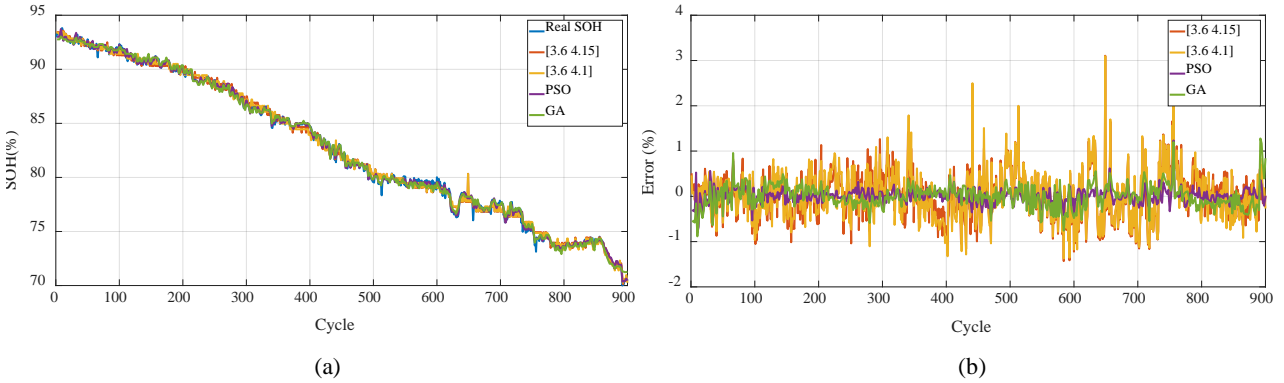 95
90
85
80
75
70
SOH(%)
0 100 200 300 400 500 600 700 800 900
Cycle
Real SOH
[3.6 4.15]
[3.6 4.1]
PSO
GA
(a)
4
3
2
1
0
-1
-2
Error (%)
0 100 200 300 400 500 600 700 800 900
Cycle
[3.6 4.15]
[3.6 4.1]
PSO
GA
(b)